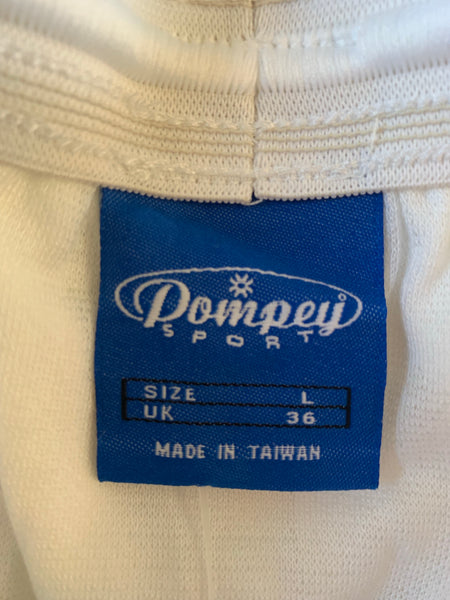 Pompey
SPORT
SIZE L
UK 36
MADE IN TAIWAN